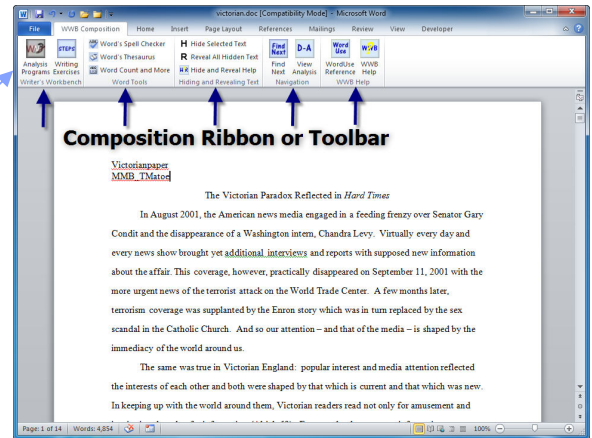 victorian.doc [Compatibility Mode] - Microsoft Word
File WWB Composition Home Insert Page Layout References Mailings Review View Developer
Analysis Programs
STEPS
Writing Exercises
Word's Spell Checker
Word's Thesaurus
Word Count and More
H Hide Selected Text
R Reveal All Hidden Text
H R Hide and Reveal Help
Find Next
Find Next
D-A
View Analysis
Word Use
WordUse Reference
WWB
WWB Help
Writer's Workbench Word Tools Hiding and Revealing Text Navigation WWB Help
Composition Ribbon or Toolbar
Victorianpaper
MMB_TMatoe
The Victorian Paradox Reflected in Hard Times
In August 2001, the American news media engaged in a feeding frenzy over Senator Gary
Condit and the disappearance of a Washington intern, Chandra Levy. Virtually every day and
every news show brought yet additional interviews and reports with supposed new information
about the affair. This coverage, however, practically disappeared on September 11, 2001 with the
more urgent news of the terrorist attack on the World Trade Center. A few months later,
terrorism coverage was supplanted by the Enron story which was in turn replaced by the sex
scandal in the Catholic Church. And so our attention – and that of the media – is shaped by the
immediacy of the world around us.
The same was true in Victorian England: popular interest and media attention reflected
the interests of each other and both were shaped by that which is current and that which was new.
In keeping up with the world around them, Victorian readers read not only for amusement and
Page: 1 of 14 Words: 4,854 100%